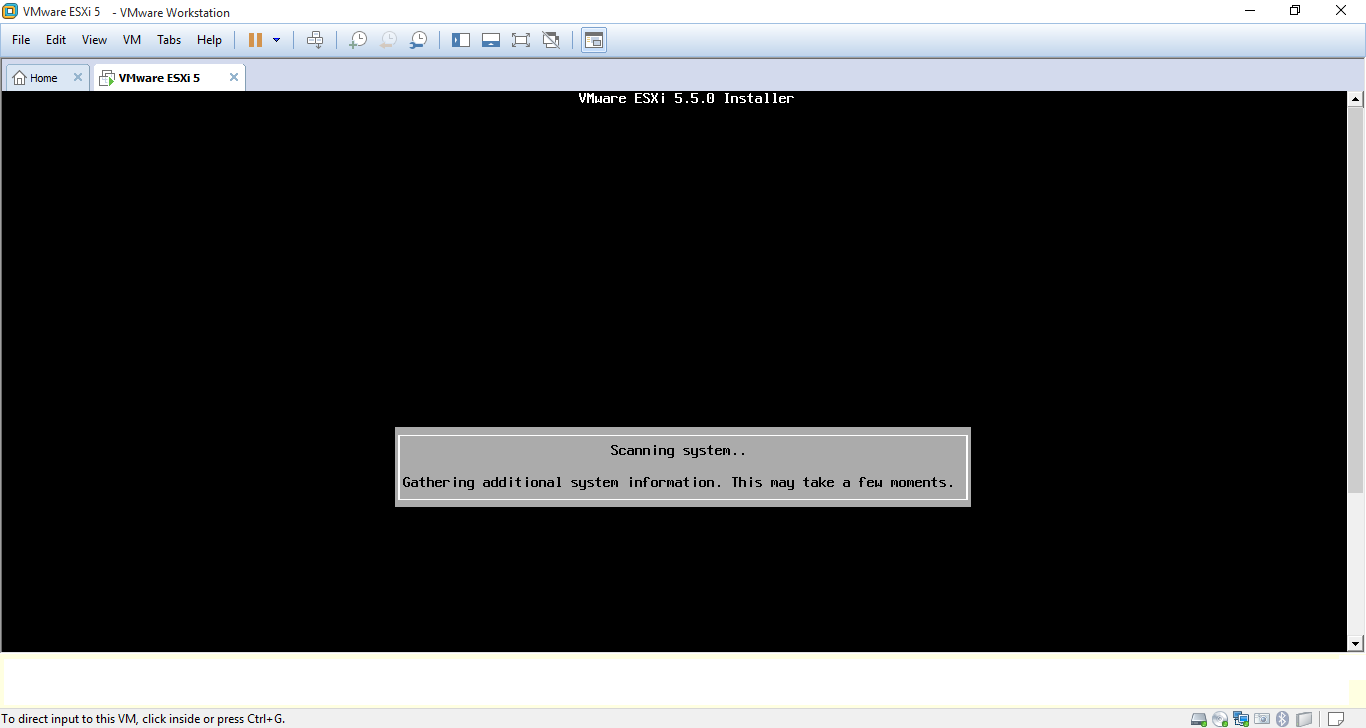 VMware ESXi 5 - VMware Workstation
File Edit View VM Tabs Help
Home VMware ESXi 5
VMware ESXi 5.5.0 Installer
Scanning system..
Gathering additional system information. This may take a few moments.
To direct input to this VM, click inside or press Ctrl+G.